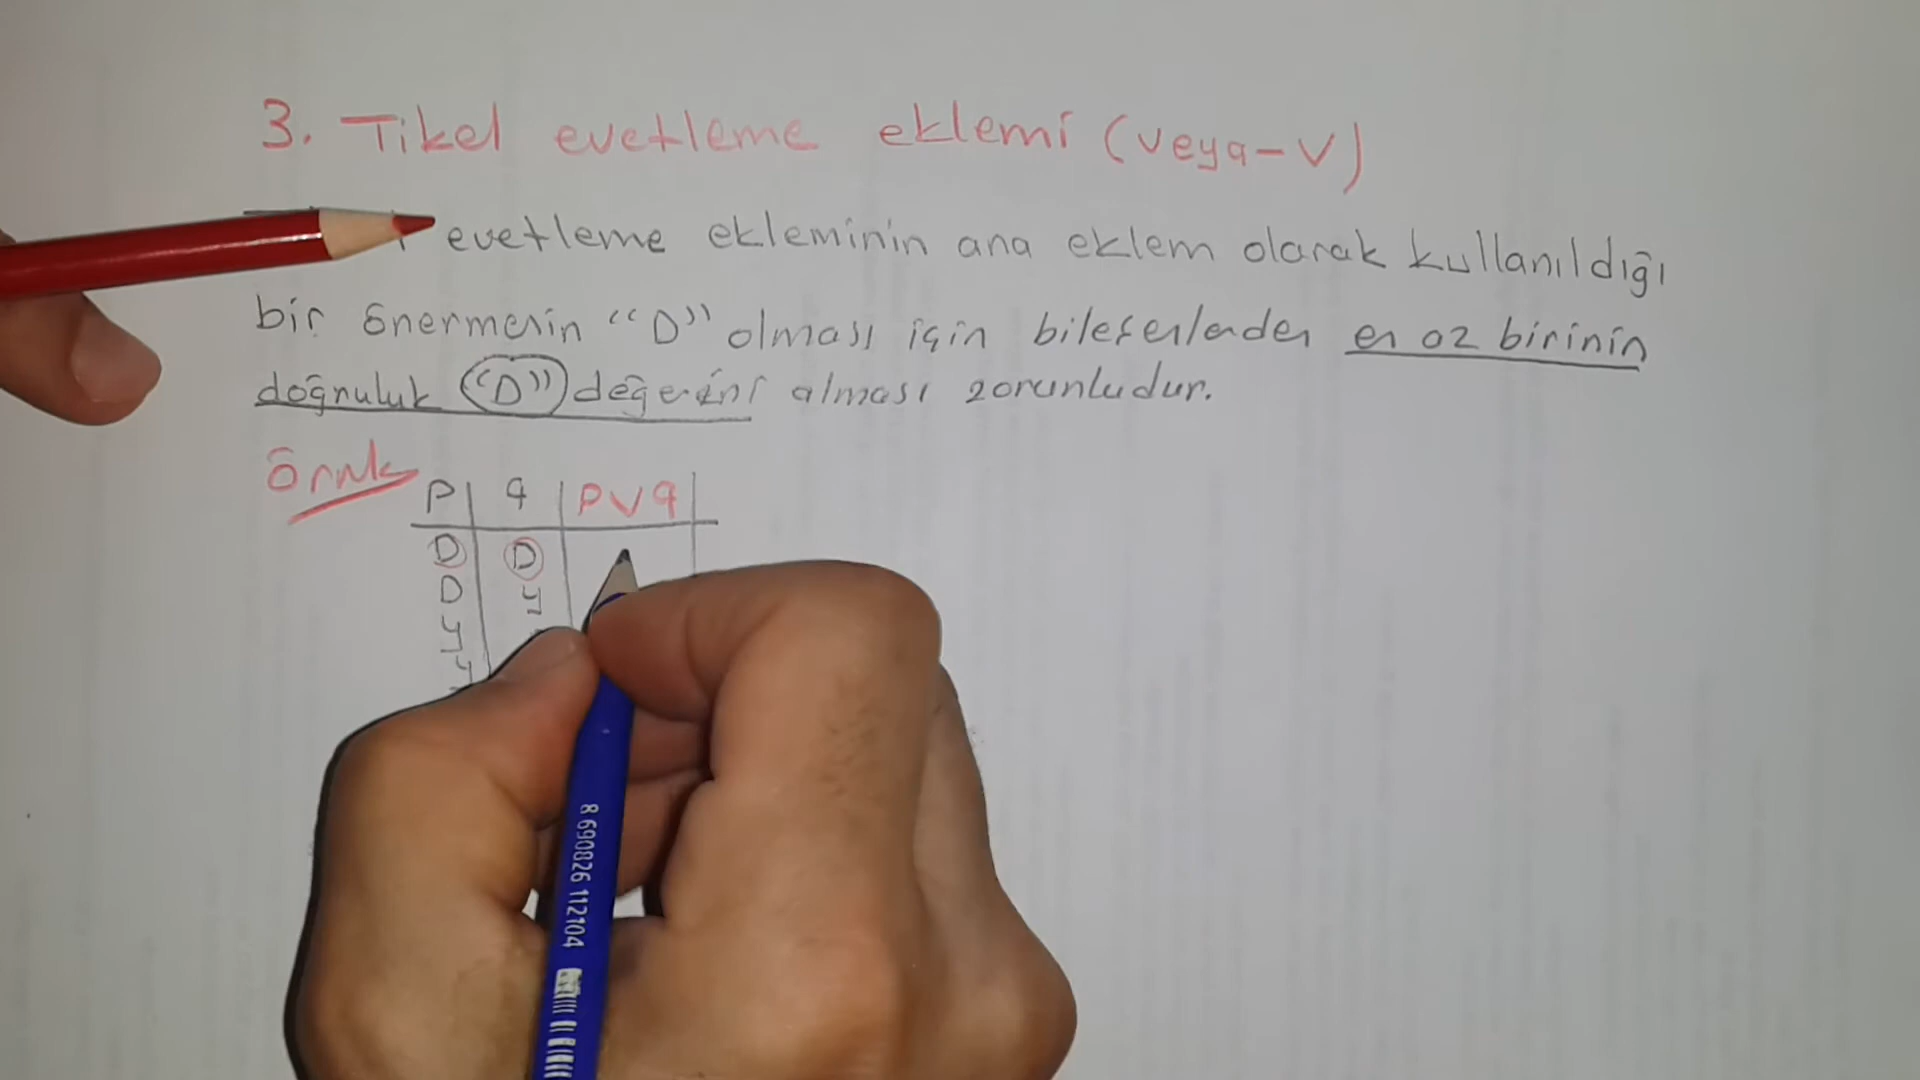 3. Tikel evetleme eklemi (veya-V)
evetleme ekleminin ana eklem olarak kullanıldığı
bir önermenin "D" olması için bileşenlerden en az birinin
doğruluk "D" değerini alması zorunludur.
Örnek
P q PVq
D D
D Y
Y
Y
8 690826 112104